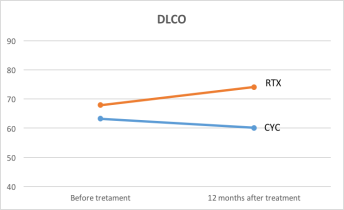 DLCO
90
80
70
60
50
40
RTX
CYC
Before tretament
12 months after treatment